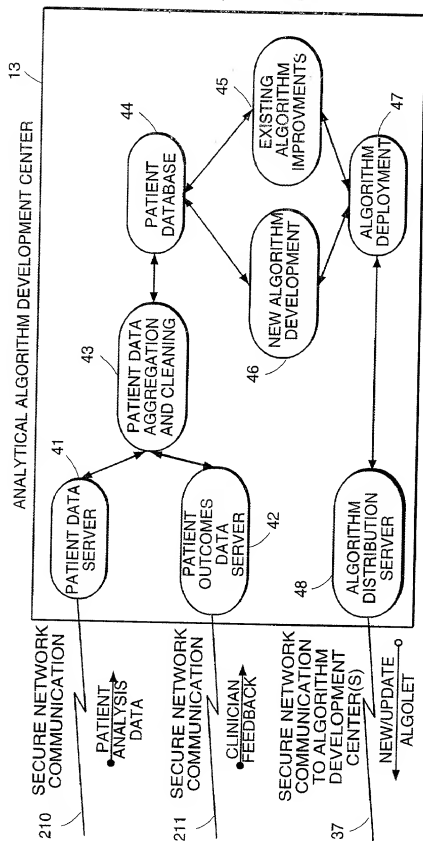 ANALYTICAL ALGORITHM DEVELOPMENT CENTER
13
SECURE NETWORK
COMMUNICATION
210
PATIENT
ANALYSIS
DATA
41
PATIENT DATA
SERVER
43
PATIENT DATA
AGGREGATION
AND CLEANING
44
PATIENT
DATABASE
SECURE NETWORK
COMMUNICATION
211
CLINICIAN
FEEDBACK
PATIENT
OUTCOMES
DATA
SERVER
42
46
NEW ALGORITHM
DEVELOPMENT
45
EXISTING
ALGORITHM
IMPROVMENTS
SECURE NETWORK
COMMUNICATION
TO ALGORITHM
DEVELOPMENT
CENTER(S)
37
NEW/UPDATE
ALGOLET
48
ALGORITHM
DISTRIBUTION
SERVER
47
ALGORITHM
DEPLOYMENT